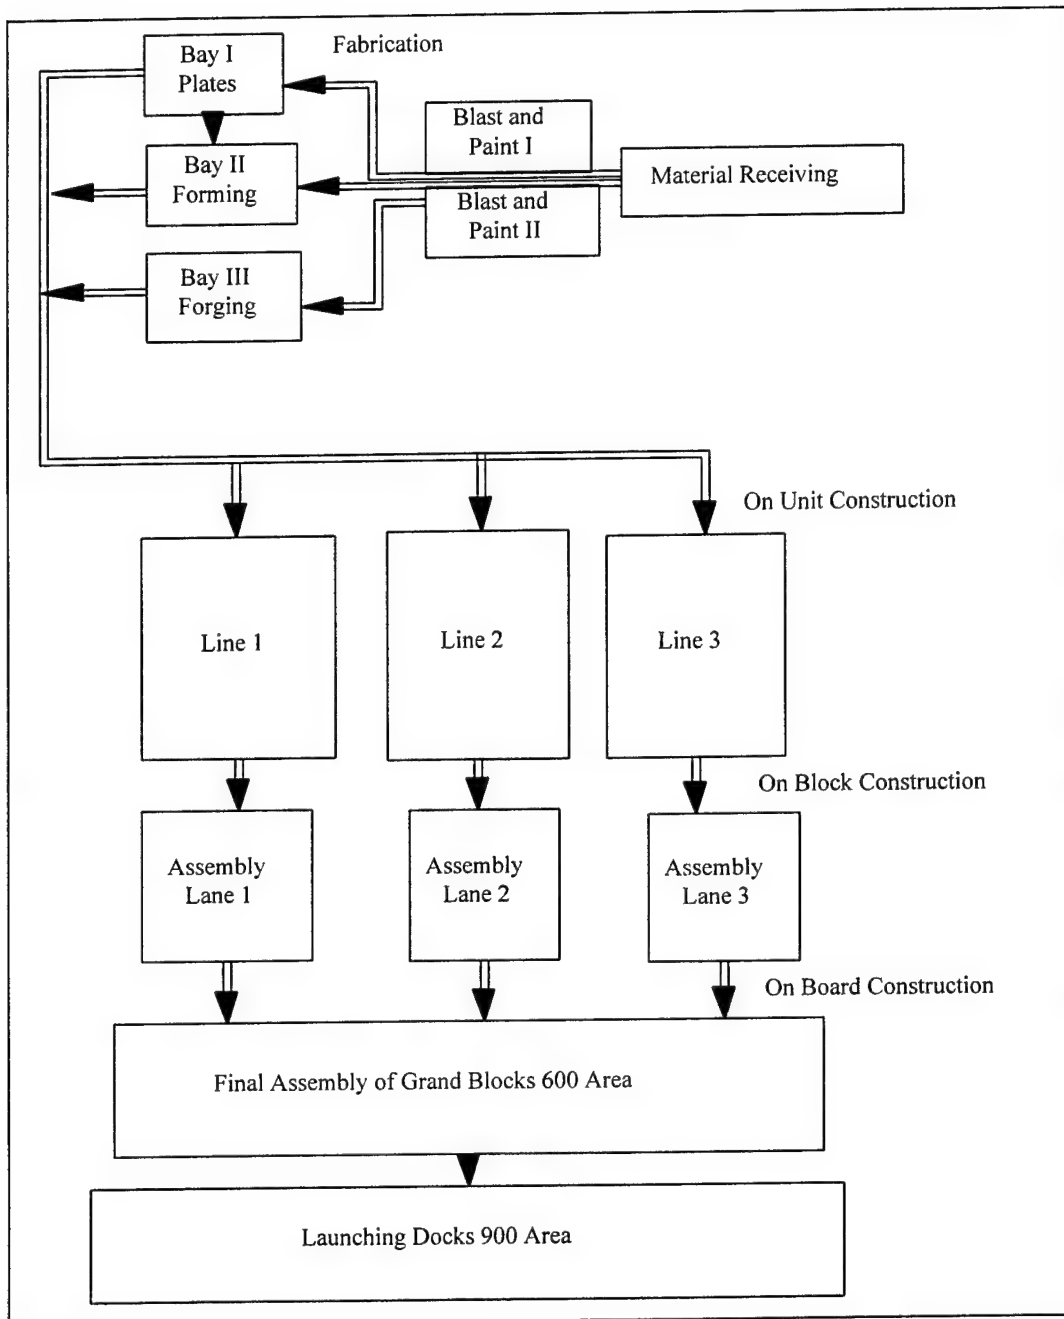 Fabrication
Bay I
Plates
Blast and
Paint I
Material Receiving
Bay II
Forming
Blast and
Paint II
Bay III
Forging
On Unit Construction
Line 1
Line 2
Line 3
On Block Construction
Assembly
Lane 1
Assembly
Lane 2
Assembly
Lane 3
On Board Construction
Final Assembly of Grand Blocks 600 Area
Launching Docks 900 Area